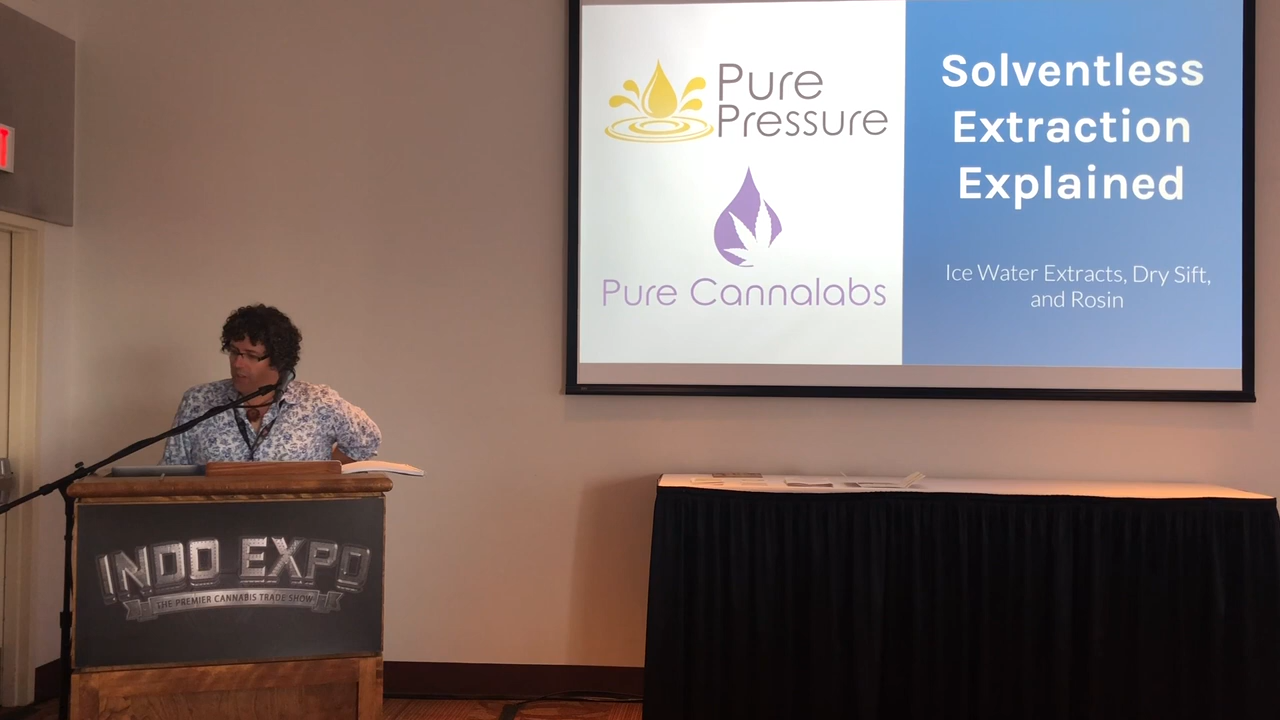 Pure
Pressure
Pure Cannalabs
Solventless
Extraction
Explained
Ice Water Extracts, Dry Sift,
and Rosin
INDO EXPO
THE PREMIER CANNABIS TRADE SHOW